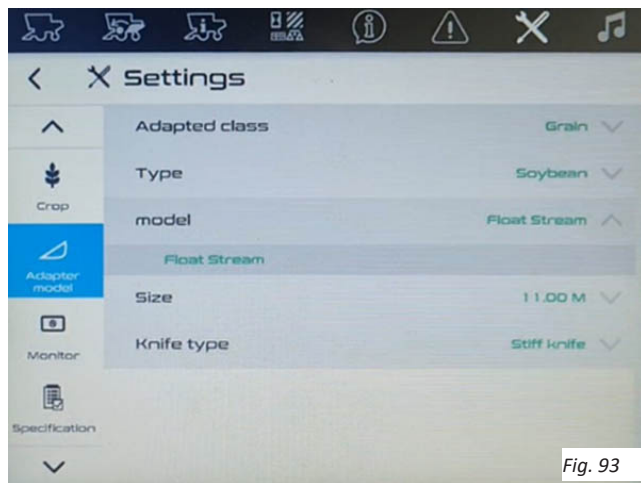 Settings
Adapted class Grain
Type Soybean
Crop
model Float Stream
Adapter
model
Float Stream
Size 11.00 M
Monitor
Knife type Stiff knife
Specification
Fig. 93